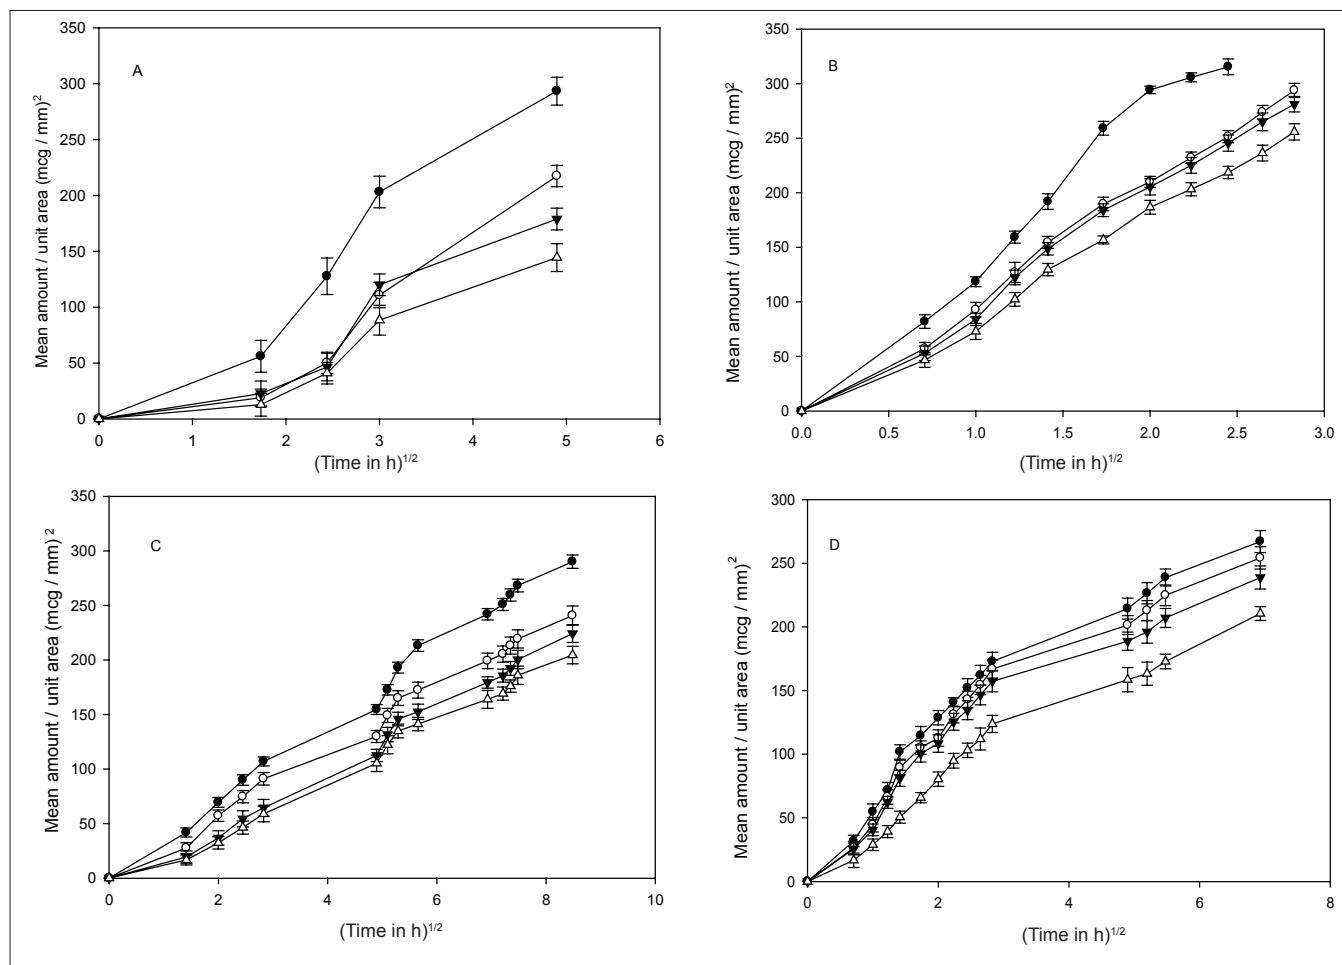 A
Mean amount / unit area (mcg / mm)²
350
300
250
200
150
100
50
0
0 1 2 3 4 5 6
(Time in h)¹/²
B
Mean amount / unit area (mcg / mm)²
350
300
250
200
150
100
50
0
0.0 0.5 1.0 1.5 2.0 2.5 3.0
(Time in h)¹/²
C
Mean amount / unit area (mcg / mm) ²
350
300
250
200
150
100
50
0
0 2 4 6 8 10
(Time in h)¹/²
D
Mean amount / unit area (mcg / mm)²
300
250
200
150
100
50
0
0 2 4 6 8
(Time in h)¹/²